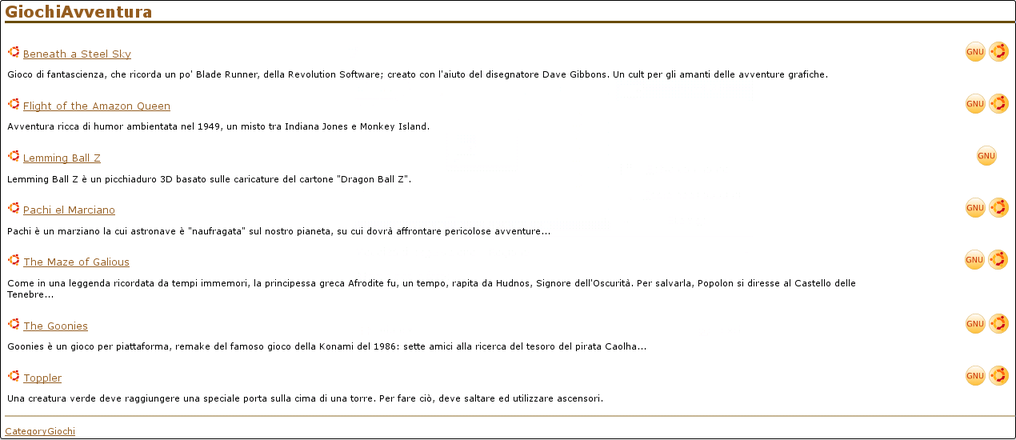 GiochiAvventura
Beneath a Steel Sky GNU
Gioco di fantascienza, che ricorda un po' Blade Runner, della Revolution Software; creato con l'aiuto del disegnatore Dave Gibbons. Un cult per gli amanti delle avventure grafiche.
Flight of the Amazon Queen GNU
Avventura ricca di humor ambientata nel 1949, un misto tra Indiana Jones e Monkey Island.
Lemming Ball Z GNU
Lemming Ball Z è un picchiaduro 3D basato sulle caricature del cartone "Dragon Ball Z".
Pachi el Marciano GNU
Pachi è un marziano la cui astronave è "naufragata" sul nostro pianeta, su cui dovrà affrontare pericolose avventure...
The Maze of Galious GNU
Come in una leggenda ricordata da tempi immemori, la principessa greca Afrodite fu, un tempo, rapita da Hudnos, Signore dell'Oscurità. Per salvarla, Popolon si diresse al Castello delle
Tenebre...
The Goonies GNU
Goonies è un gioco per piattaforma, remake del famoso gioco della Konami del 1986: sette amici alla ricerca del tesoro del pirata Caolha...
Toppler GNU
Una creatura verde deve raggiungere una speciale porta sulla cima di una torre. Per fare ciò, deve saltare ed utilizzare ascensori.
CategoryGiochi